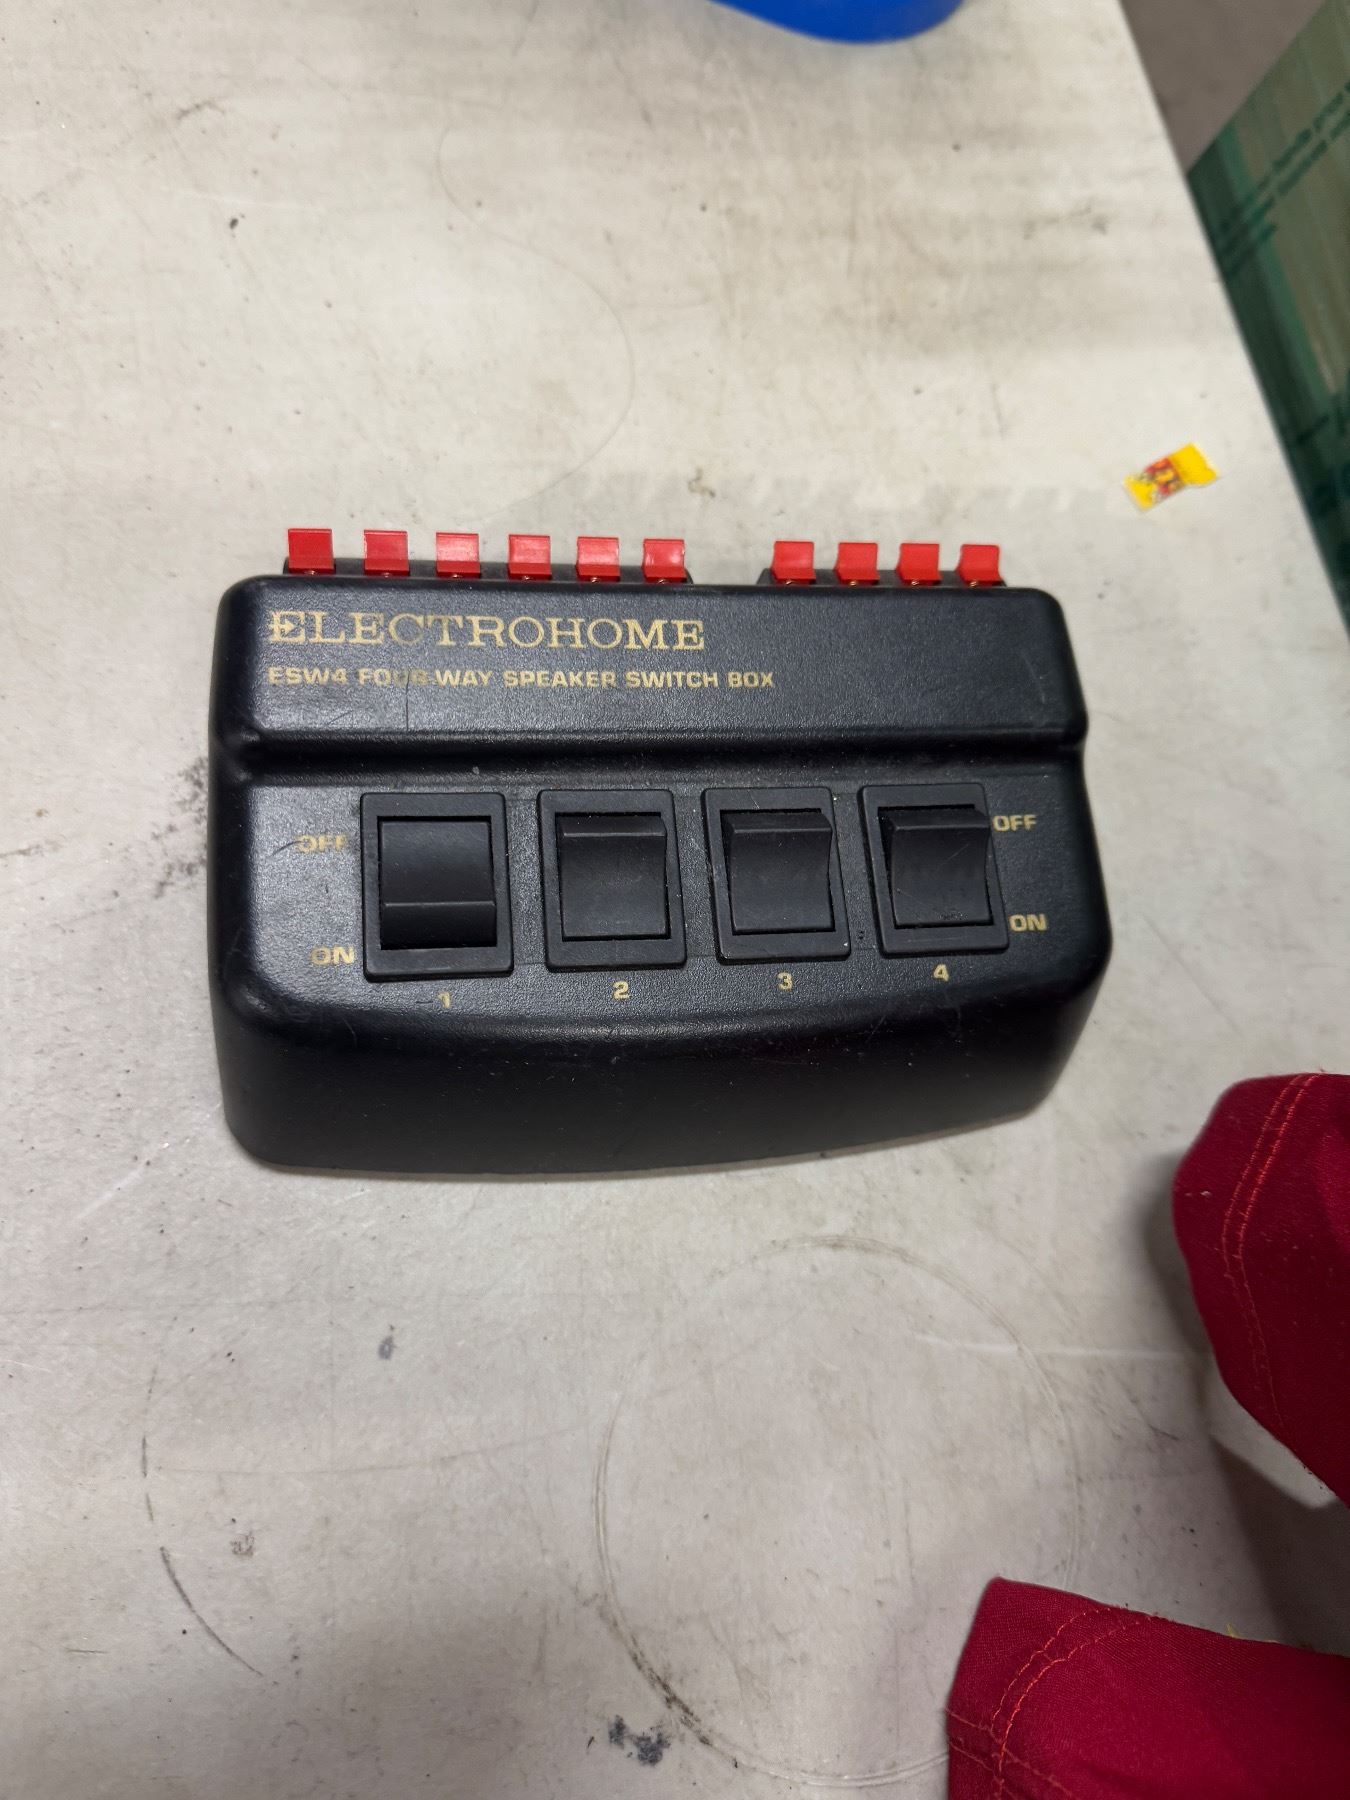 ELECTROHOME
ESW4 FOUR-WAY SPEAKER SWITCH BOX
OFF
OFF
ON
ON
1
2
3
4